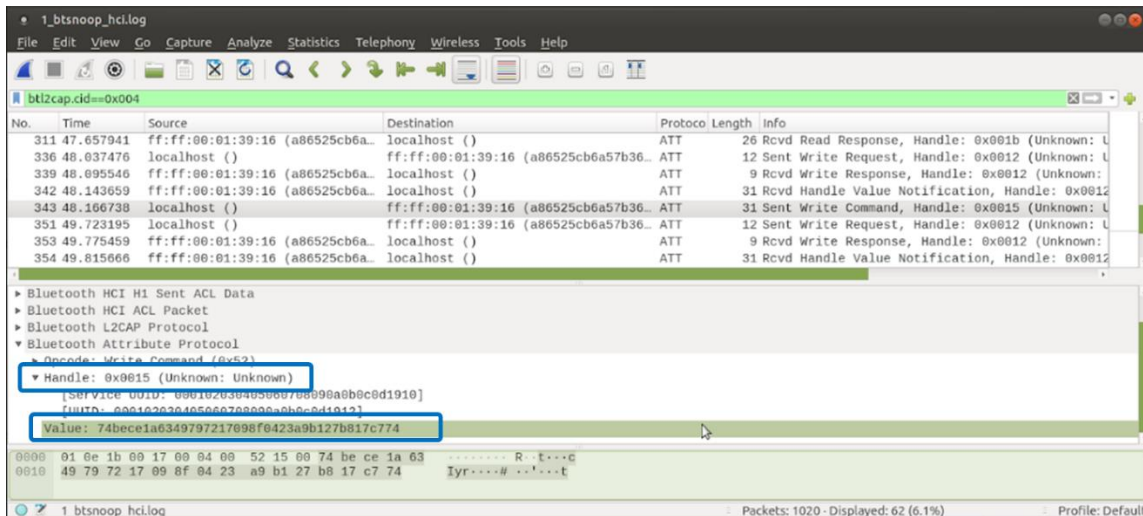 1_btsnoop_hci.log
File Edit View Go Capture Analyze Statistics Telephony Wireless Tools Help
btl2cap.cid==0x004
No. Time Source Destination Protoco Length Info
311 47.657941 ff:ff:00:01:39:16 (a86525cb6a… localhost () ATT 26 Rcvd Read Response, Handle: 0x001b (Unknown: U
336 48.037476 localhost () ff:ff:00:01:39:16 (a86525cb6a57b36… ATT 12 Sent Write Request, Handle: 0x0012 (Unknown: U
339 48.095546 ff:ff:00:01:39:16 (a86525cb6a… localhost () ATT 9 Rcvd Write Response, Handle: 0x0012 (Unknown:
342 48.143659 ff:ff:00:01:39:16 (a86525cb6a… localhost () ATT 31 Rcvd Handle Value Notification, Handle: 0x0012
343 48.166738 localhost () ff:ff:00:01:39:16 (a86525cb6a57b36… ATT 31 Sent Write Command, Handle: 0x0015 (Unknown: U
351 49.723195 localhost () ff:ff:00:01:39:16 (a86525cb6a57b36… ATT 12 Sent Write Request, Handle: 0x0012 (Unknown: U
353 49.775459 ff:ff:00:01:39:16 (a86525cb6a… localhost () ATT 9 Rcvd Write Response, Handle: 0x0012 (Unknown:
354 49.815666 ff:ff:00:01:39:16 (a86525cb6a… localhost () ATT 31 Rcvd Handle Value Notification, Handle: 0x0012
Bluetooth HCI H1 Sent ACL Data
Bluetooth HCI ACL Packet
Bluetooth L2CAP Protocol
Bluetooth Attribute Protocol
Opcode: Write Command (0x52)
Handle: 0x0015 (Unknown: Unknown)
[Service UUID: 000102030405060708090a0b0c0d1910]
[UUID: 000102030405060708090a0b0c0d1912]
Value: 74bece1a6349797217098f0423a9b127b817c774
0000 01 0e 1b 00 17 00 04 00 52 15 00 74 be ce 1a 63 ········ R··t···c
0010 49 79 72 17 09 8f 04 23 a9 b1 27 b8 17 c7 74 Iyr····# ··'···t
1_btsnoop_hci.log Packets: 1020 · Displayed: 62 (6.1%) Profile: Defaul